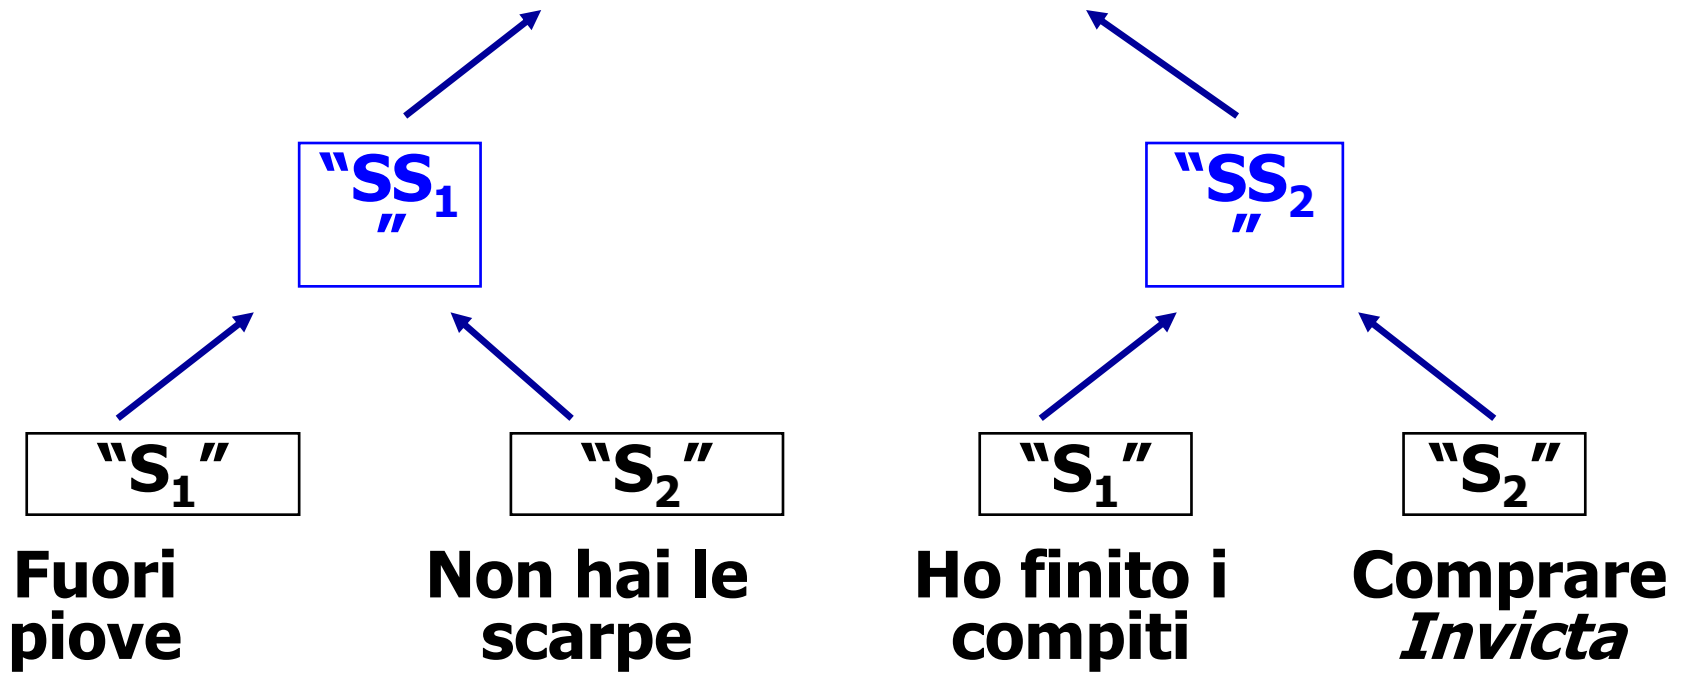 “SS₁
”
“SS₂
”
“S₁”
“S₂”
“S₁”
“S₂”
Fuori
piove
Non hai le
scarpe
Ho finito i
compiti
Comprare
Invicta